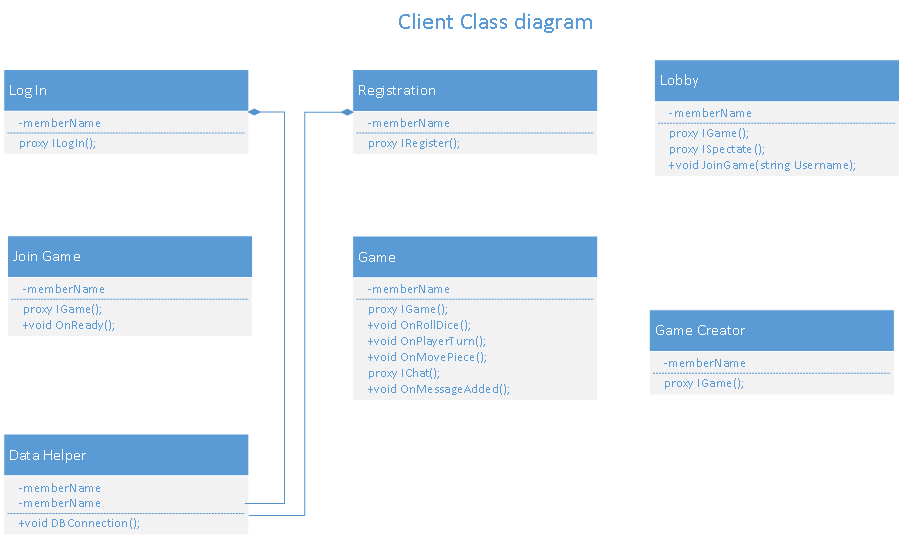 Client Class diagram
Log In
-memberName
proxy ILogIn();
Registration
-memberName
proxy IRegister();
Lobby
-memberName
proxy IGame();
proxy ISpectate();
+void JoinGame(string Username);
Join Game
-memberName
proxy IGame();
+void OnReady();
Game
-memberName
proxy IGame();
+void OnRollDice();
+void OnPlayerTurn();
+void OnMovePiece();
proxy IChat();
+void OnMessageAdded();
Game Creator
-memberName
proxy IGame();
Data Helper
-memberName
-memberName
+void DBConnection();